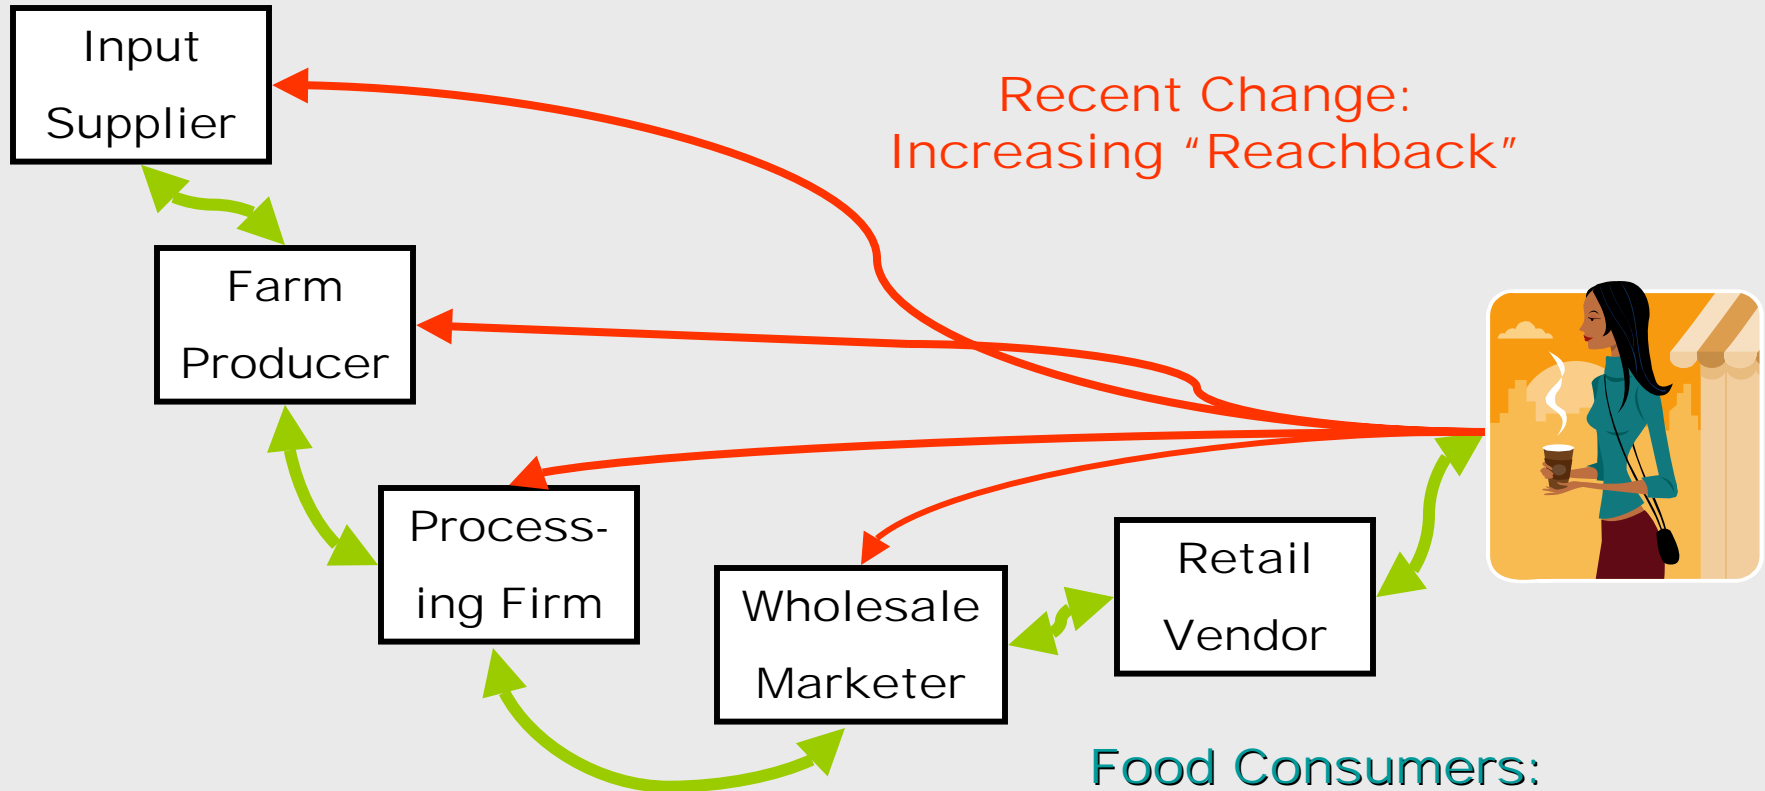 Input
Supplier
Recent Change:
Increasing “Reachback”
Farm
Producer
Process-
ing Firm
Wholesale
Marketer
Retail
Vendor
Food Consumers: